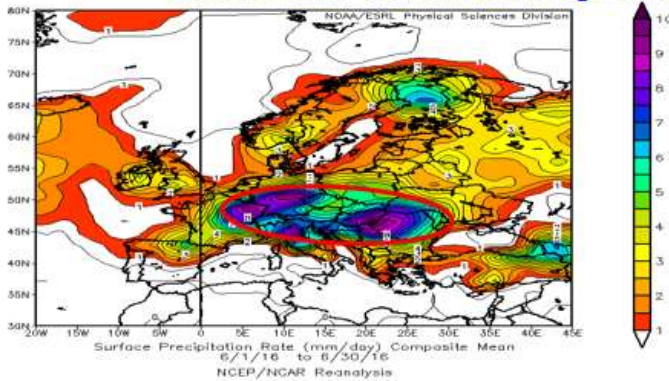 NOAA/ESRL Physical Sciences Division
80N
75N
70N
65N
60N
55N
50N
45N
40N
35N
30N
20W 15W 10W 5W 0 5E 10E 15E 20E 25E 30E 35E 40E 45E
10
9
8
7
6
5
4
3
2
1
Surface Precipitation Rate (mm/day) Composite Mean
6/1/16 to 6/30/16
NCEP/NCAR Reanalysis